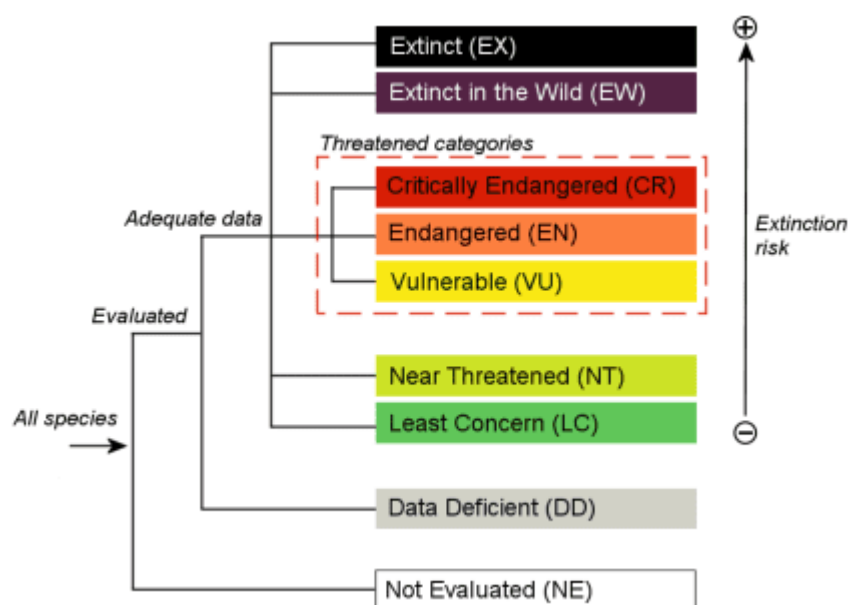 Extinct (EX)
Extinct in the Wild (EW)
Threatened categories
Critically Endangered (CR)
Adequate data
Endangered (EN)
Extinction
risk
Vulnerable (VU)
Evaluated
Near Threatened (NT)
All species
Least Concern (LC)
Data Deficient (DD)
Not Evaluated (NE)